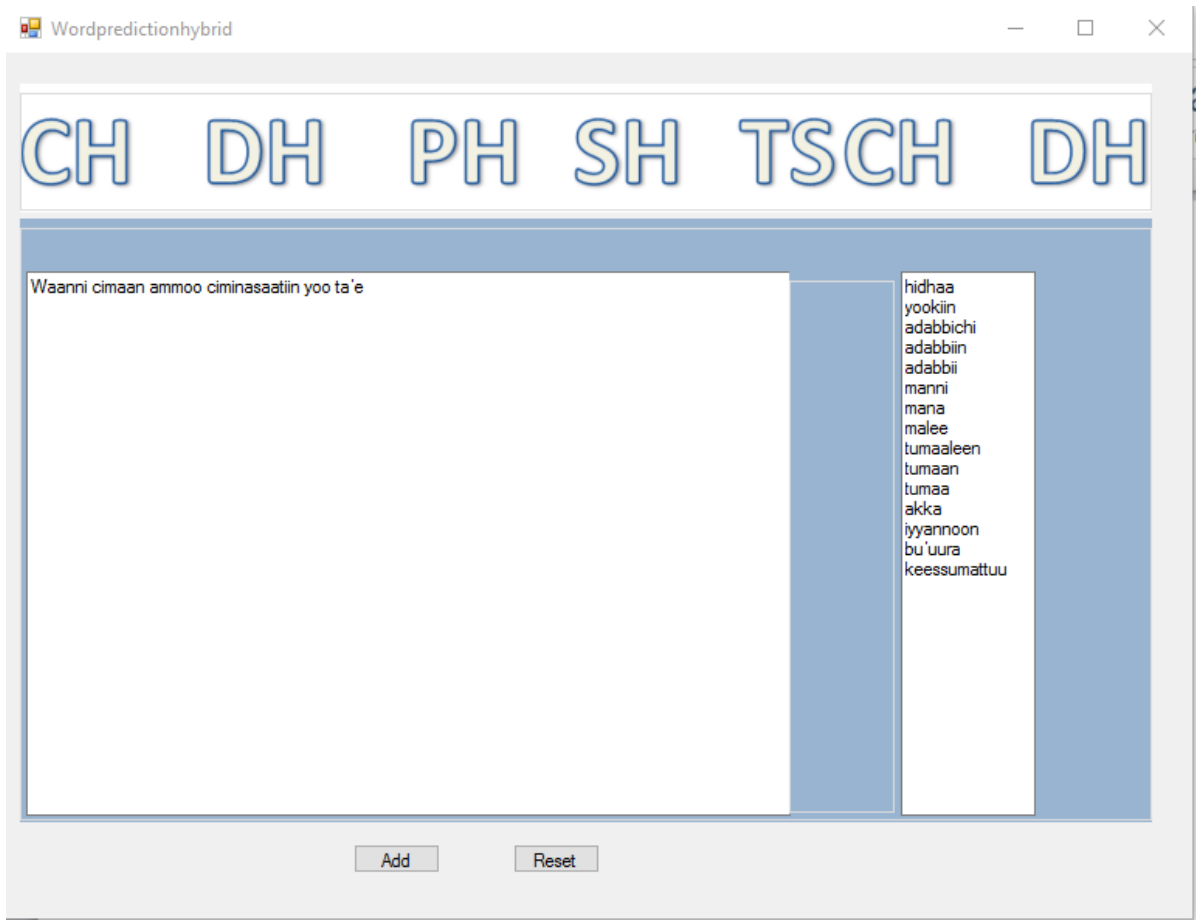 Wordpredictionhybrid
CH DH PH SH TSCH DH
Waanni cimaan ammoo ciminasaatiin yoo ta'e
hidhaa
yookiin
adabbichi
adabbiin
adabbii
manni
mana
malee
tumaaleen
tumaan
tumaa
akka
iyyannoon
bu'uura
keessumattuu
Add Reset